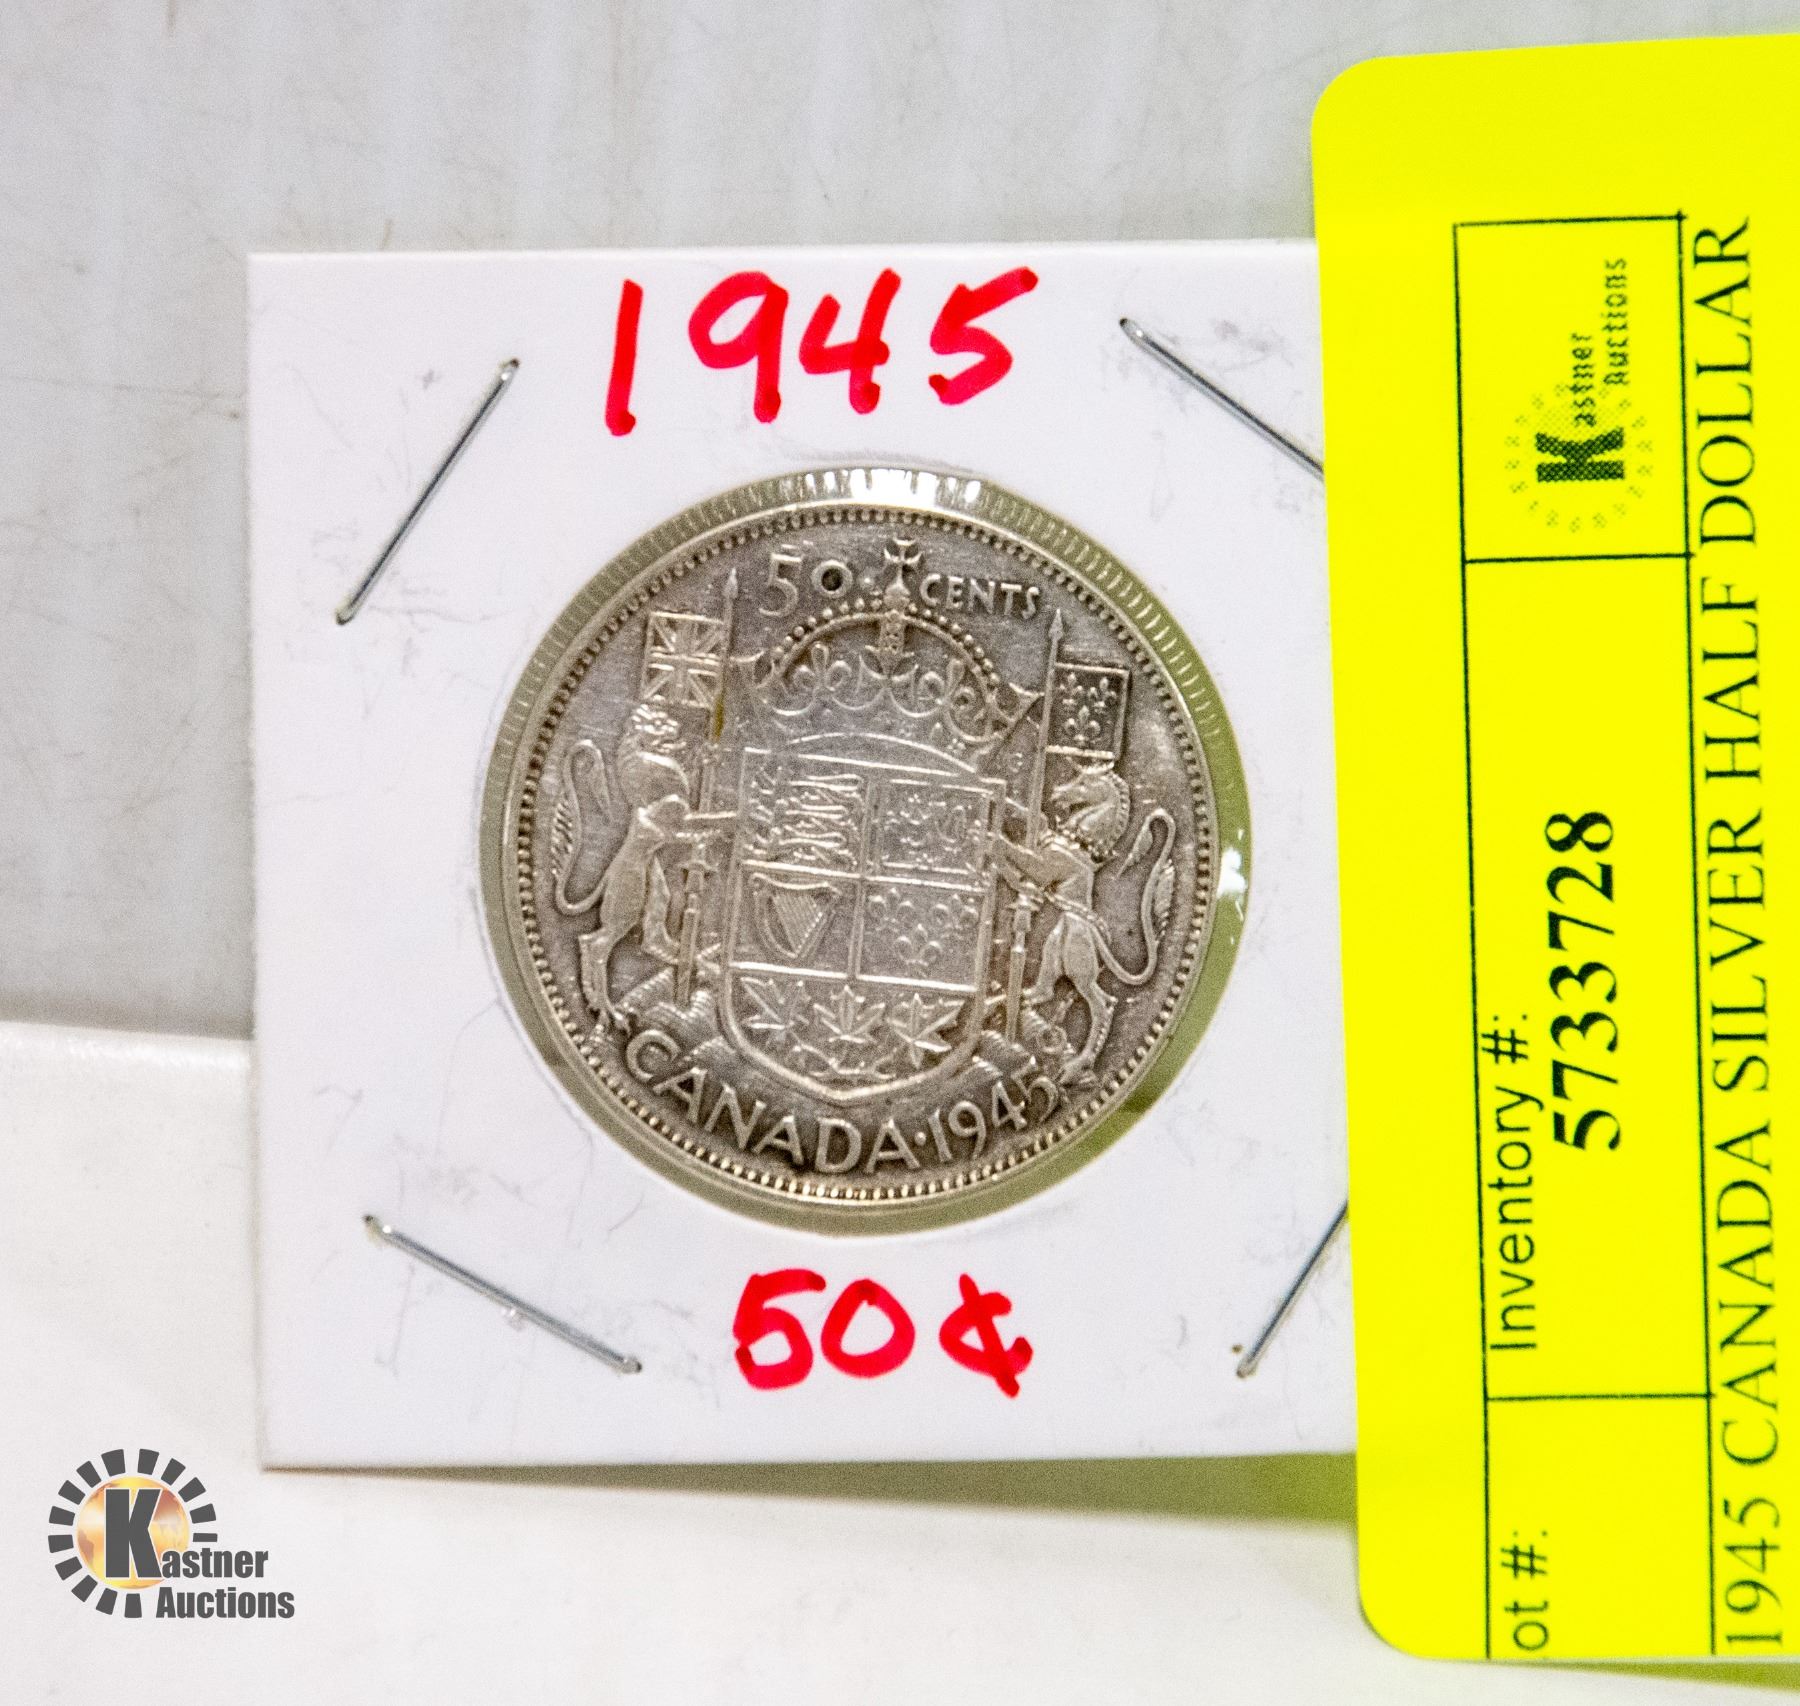 1945
50 CENTS
CANADA·1945
50¢
Kastner
Auctions
Inventory #:
5733728
ot #:
1945 CANADA SILVER HALF DOLLAR
Kastner
Auctions